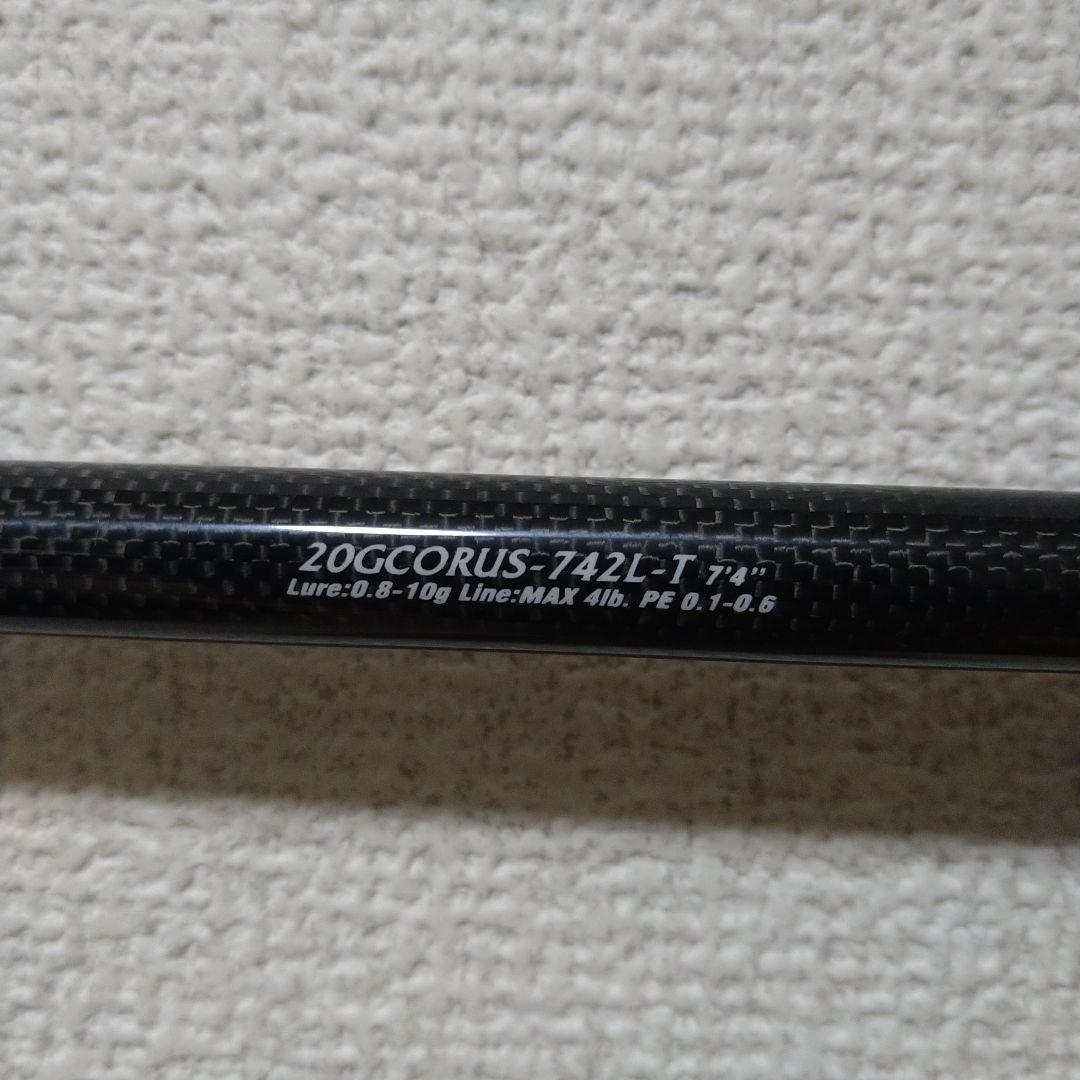 20GCORUS-742L-T 7'4"
Lure:0.8-10g Line:MAX 4lb. PE 0.1-0.6